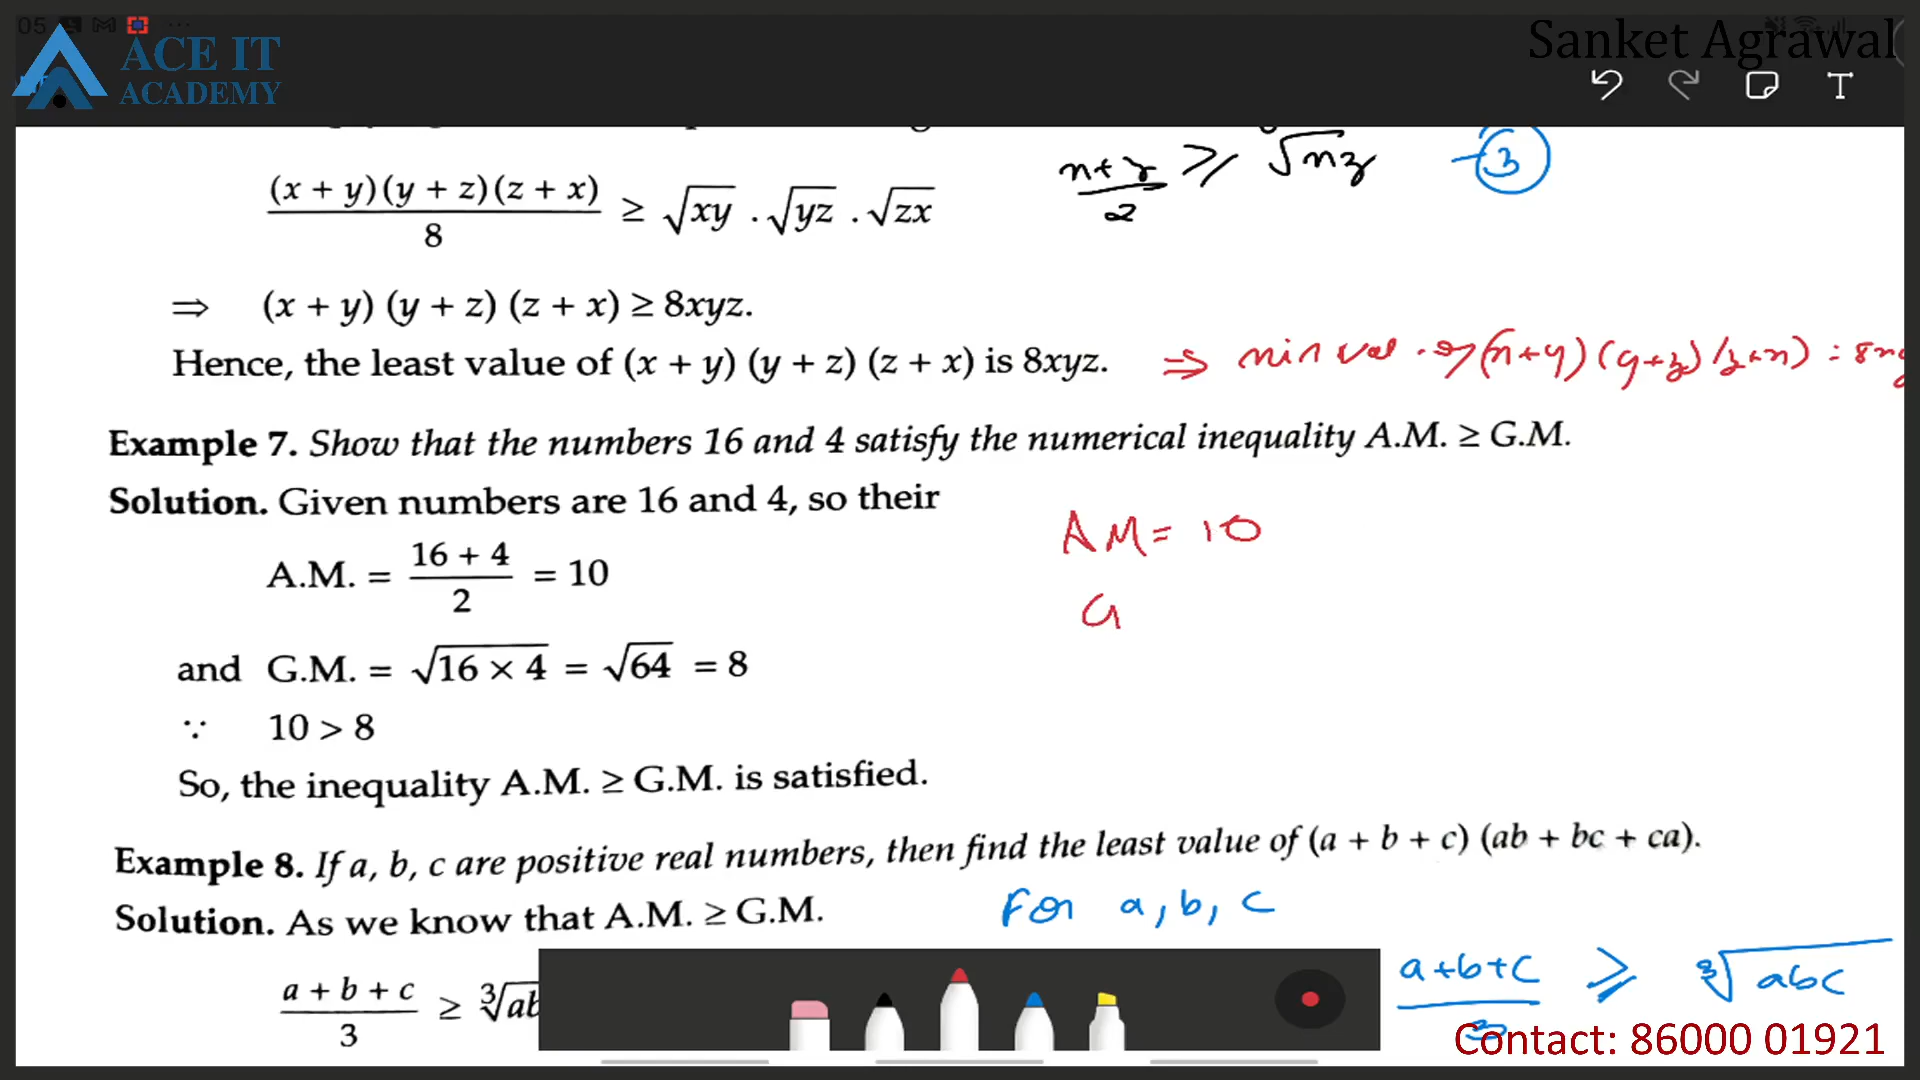 05
ACE IT
ACADEMY
Sanket Agrawal
T
(x + y)(y + z)(z + x)
8
≥ √xy . √yz . √zx
⇒ (x + y) (y + z) (z + x) ≥ 8xyz.
Hence, the least value of (x + y) (y + z) (z + x) is 8xyz.
Example 7. Show that the numbers 16 and 4 satisfy the numerical inequality A.M. ≥ G.M.
Solution. Given numbers are 16 and 4, so their
AM = 10
A.M. = 16 + 4
2
= 10
G
and G.M. = √16 × 4 = √64 = 8
∵ 10 > 8
So, the inequality A.M. ≥ G.M. is satisfied.
Example 8. If a, b, c are positive real numbers, then find the least value of (a + b + c) (ab + bc + ca).
Solution. As we know that A.M. ≥ G.M.
For a, b, c
a + b + c
3
≥ ∛ab
a+b+c
3
≥ ∛abc
Contact: 86000 01921